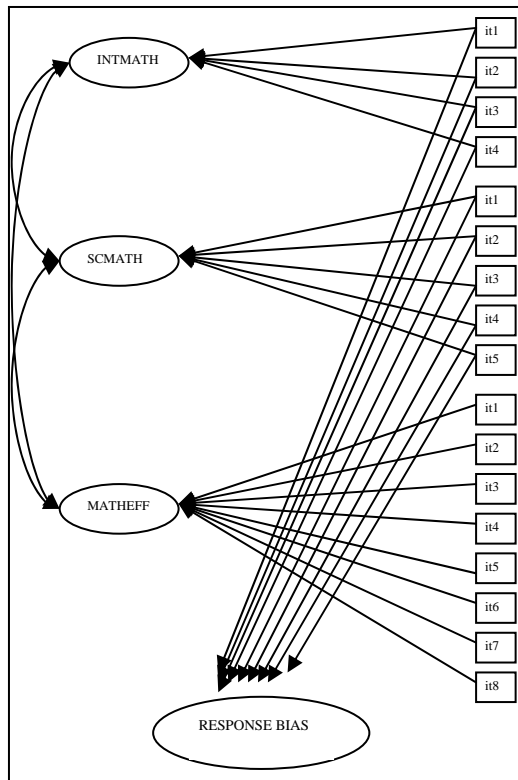 INTMATH
it1
it2
it3
it4
SCMATH
it1
it2
it3
it4
it5
MATHEFF
it1
it2
it3
it4
it5
it6
it7
it8
RESPONSE BIAS